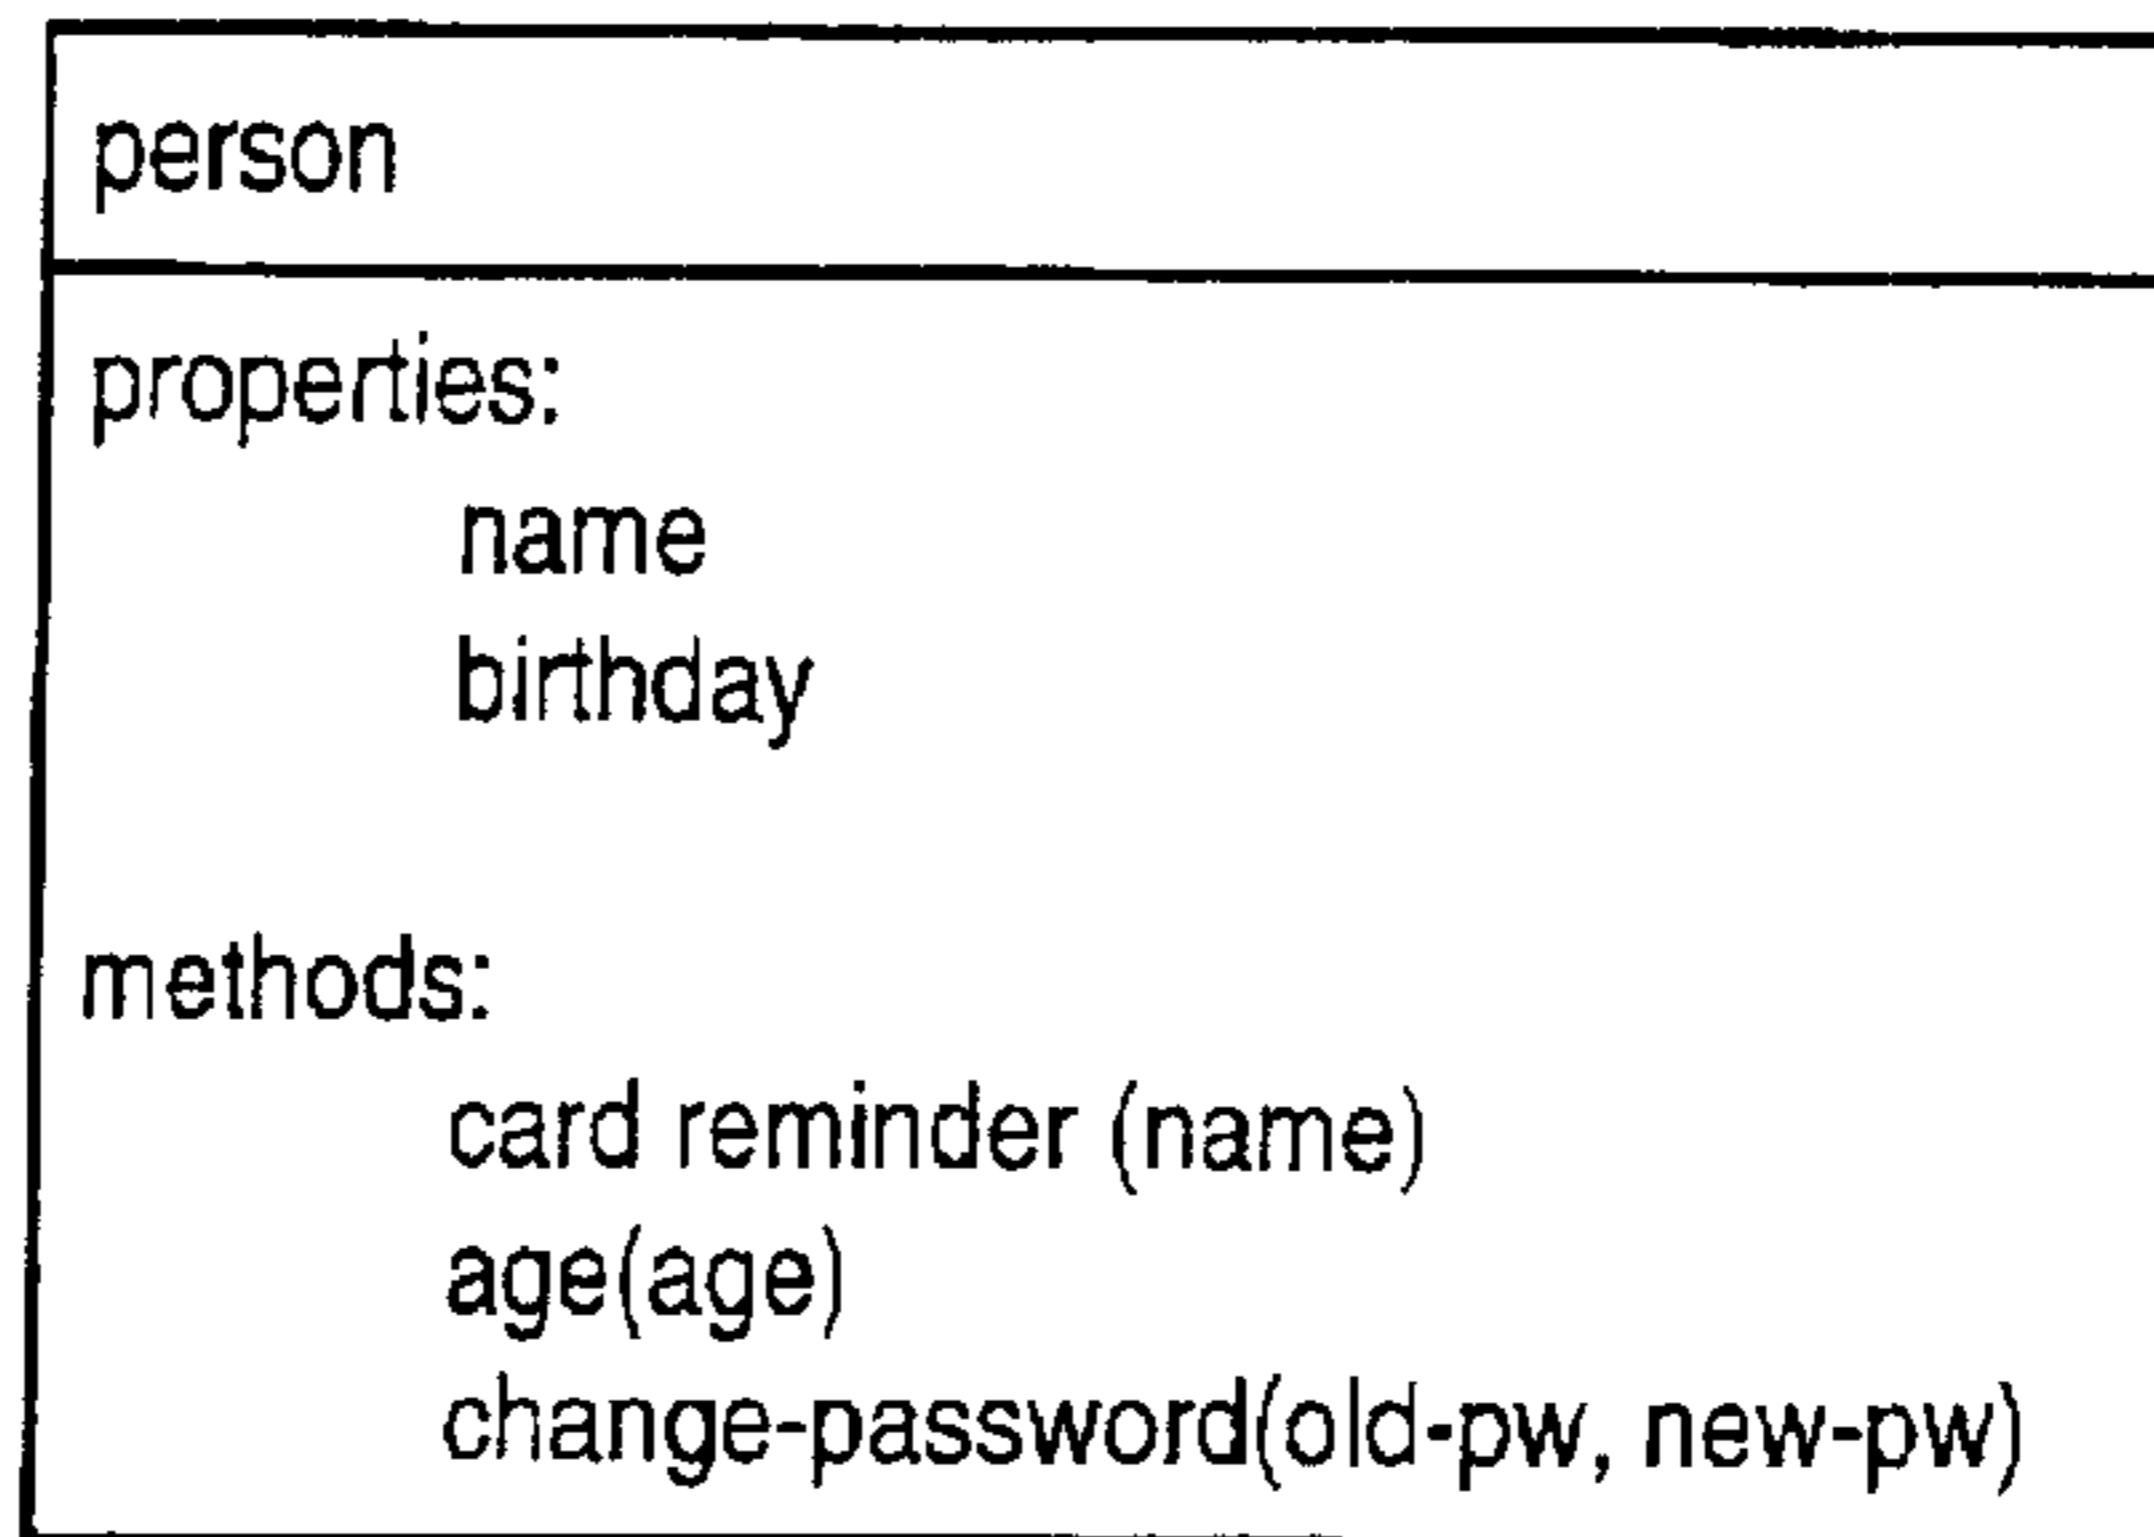 person
properties:
name
birthday
methods:
card reminder (name)
age(age)
change-password(old-pw, new-pw)